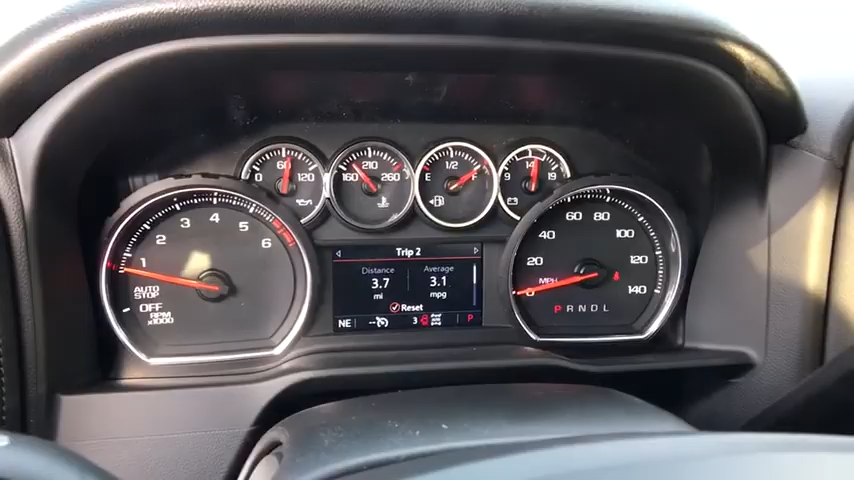 0 60 120
160 210 260
E 1/2 F
9 14 19
1 2 3 4 5 6
AUTO
STOP
OFF
RPM
x1000
Trip 2
Distance
3.7
mi
Average
3.1
mpg
Reset
NE
--
3
P
0 20 40 60 80 100 120 140
MPH
PRNDL